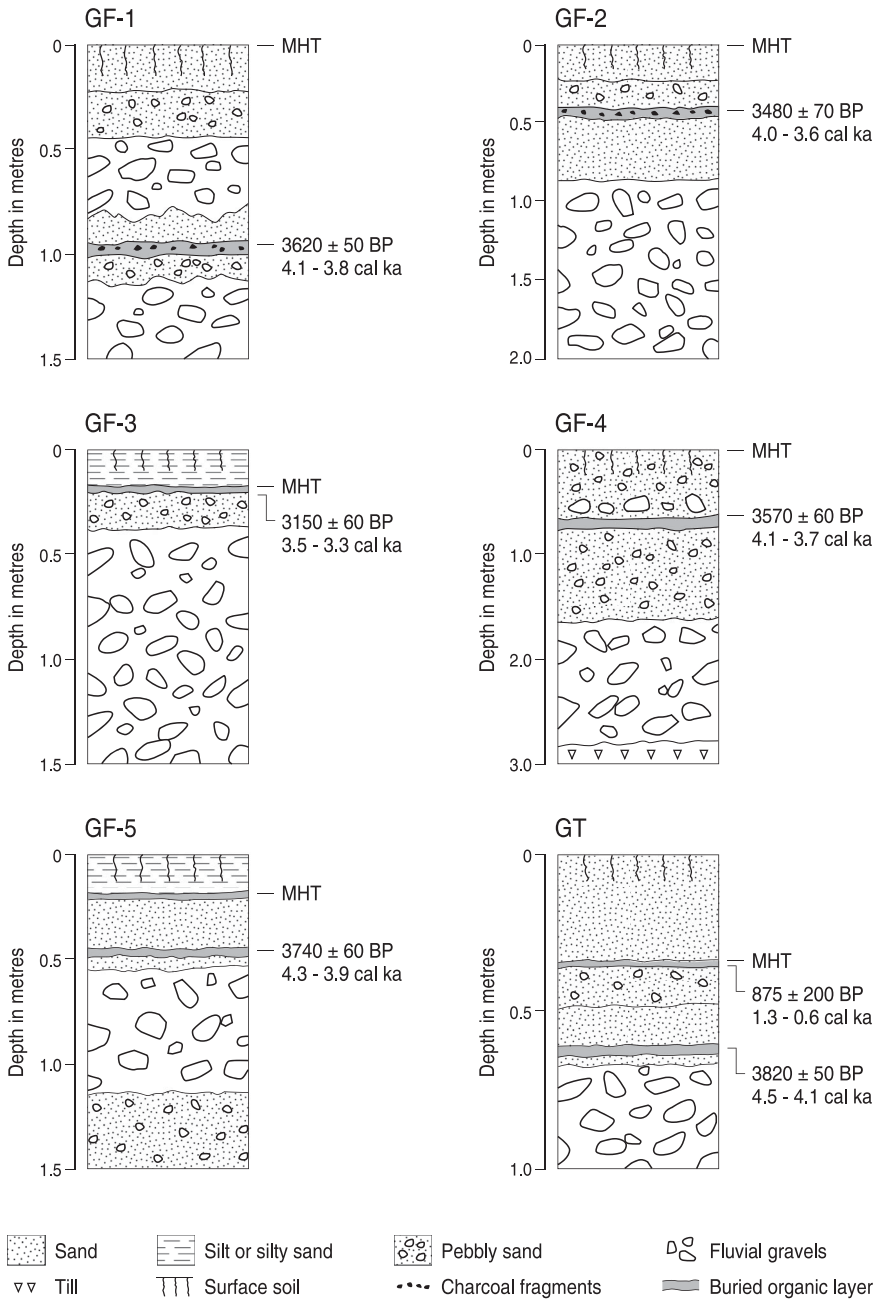 GF-1
0
MHT
0.5
1.0
1.5
Depth in metres
3620 ± 50 BP
4.1 - 3.8 cal ka
GF-2
0
MHT
0.5
1.0
1.5
2.0
Depth in metres
3480 ± 70 BP
4.0 - 3.6 cal ka
GF-3
0
0.5
1.0
1.5
Depth in metres
MHT
3150 ± 60 BP
3.5 - 3.3 cal ka
GF-4
0
MHT
1.0
2.0
3.0
Depth in metres
3570 ± 60 BP
4.1 - 3.7 cal ka
GF-5
0
0.5
1.0
1.5
Depth in metres
MHT
3740 ± 60 BP
4.3 - 3.9 cal ka
GT
0
0.5
1.0
Depth in metres
MHT
875 ± 200 BP
1.3 - 0.6 cal ka
3820 ± 50 BP
4.5 - 4.1 cal ka
Sand
Silt or silty sand
Pebbly sand
Fluvial gravels
Till
Surface soil
Charcoal fragments
Buried organic layer